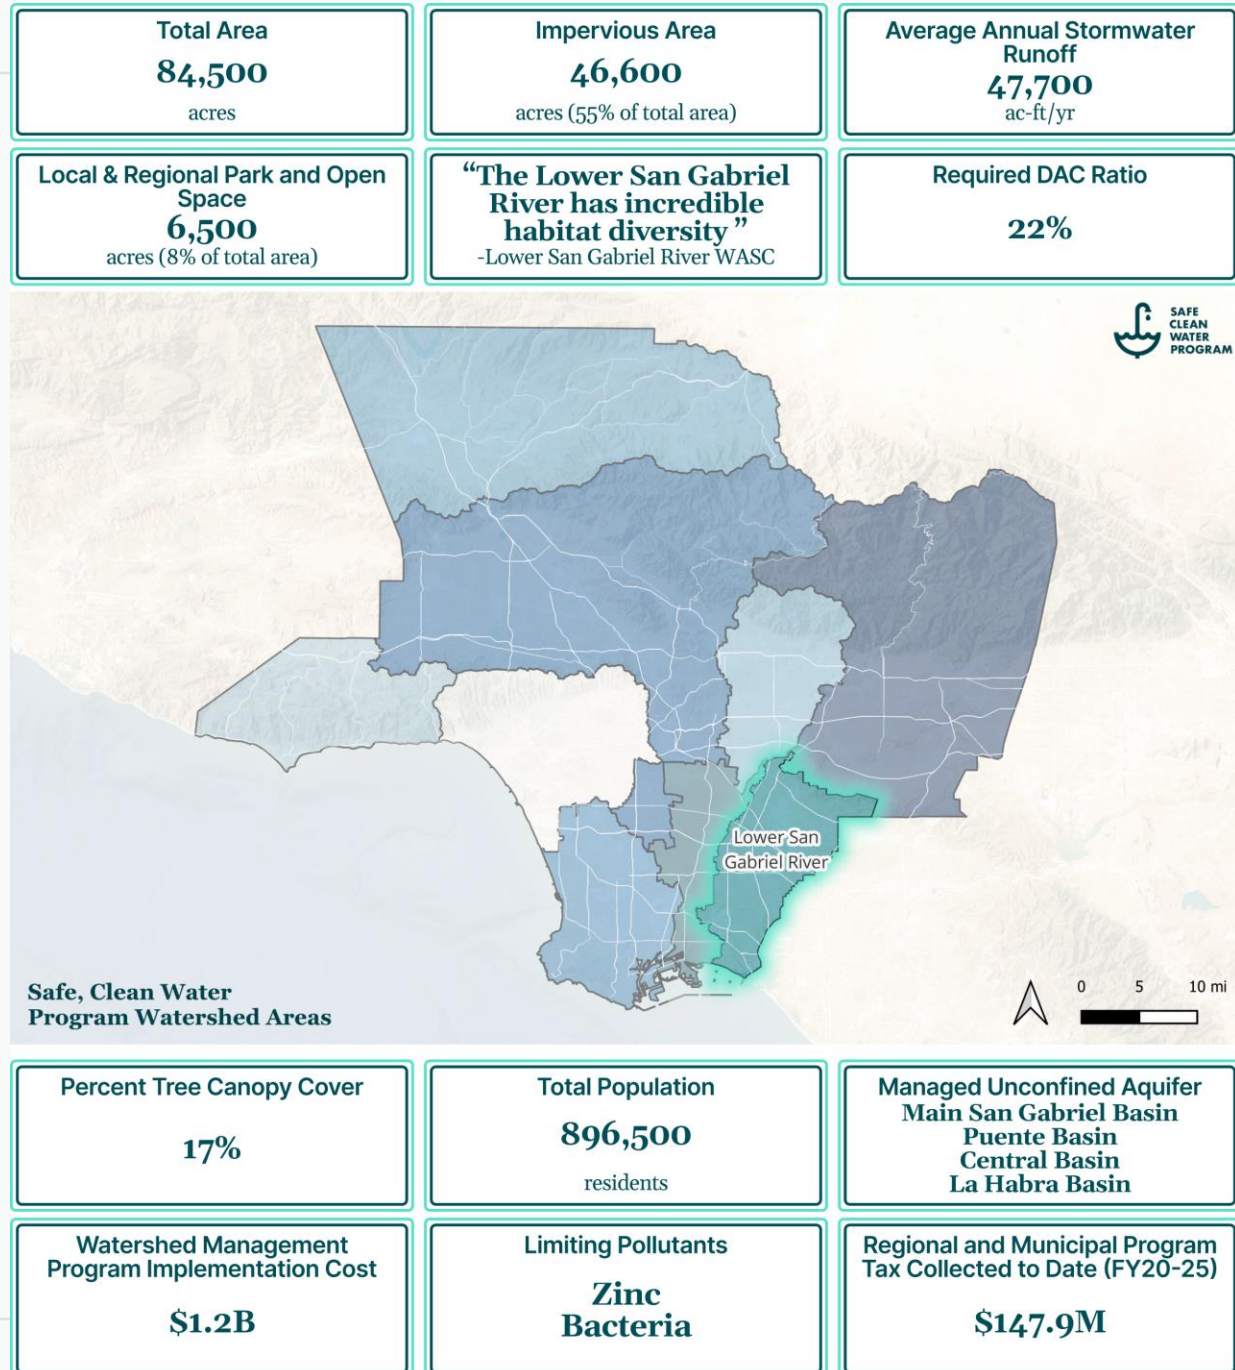 Total Area
84,500
acres
Impervious Area
46,600
acres (55% of total area)
Average Annual Stormwater
Runoff
47,700
ac-ft/yr
Local & Regional Park and Open
Space
6,500
acres (8% of total area)
“The Lower San Gabriel
River has incredible
habitat diversity ”
-Lower San Gabriel River WASC
Required DAC Ratio
22%
SAFE
CLEAN
WATER
PROGRAM
Lower San
Gabriel River
Safe, Clean Water
Program Watershed Areas
0 5 10 mi
Percent Tree Canopy Cover
17%
Total Population
896,500
residents
Managed Unconfined Aquifer
Main San Gabriel Basin
Puente Basin
Central Basin
La Habra Basin
Watershed Management
Program Implementation Cost
$1.2B
Limiting Pollutants
Zinc
Bacteria
Regional and Municipal Program
Tax Collected to Date (FY20-25)
$147.9M